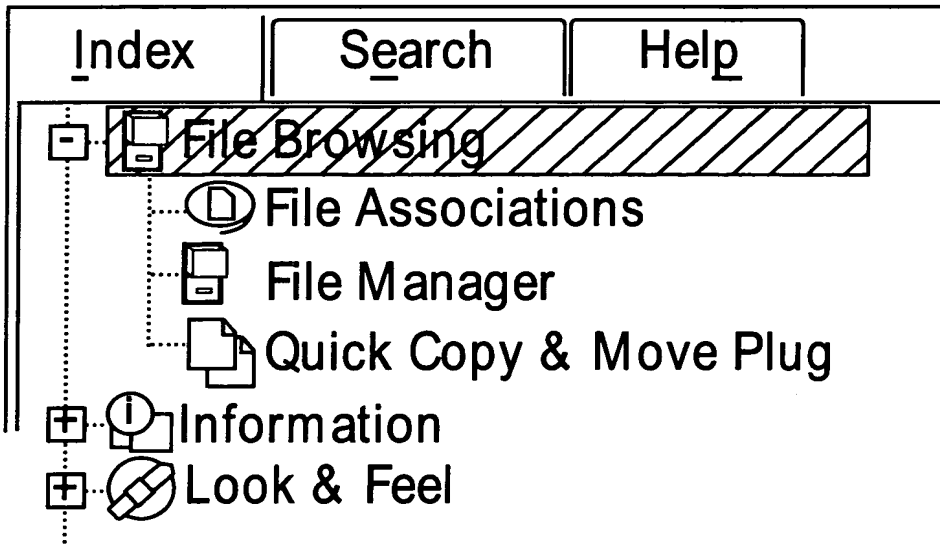 Index Search Help
File Browsing
File Associations
File Manager
Quick Copy & Move Plug
Information
Look & Feel